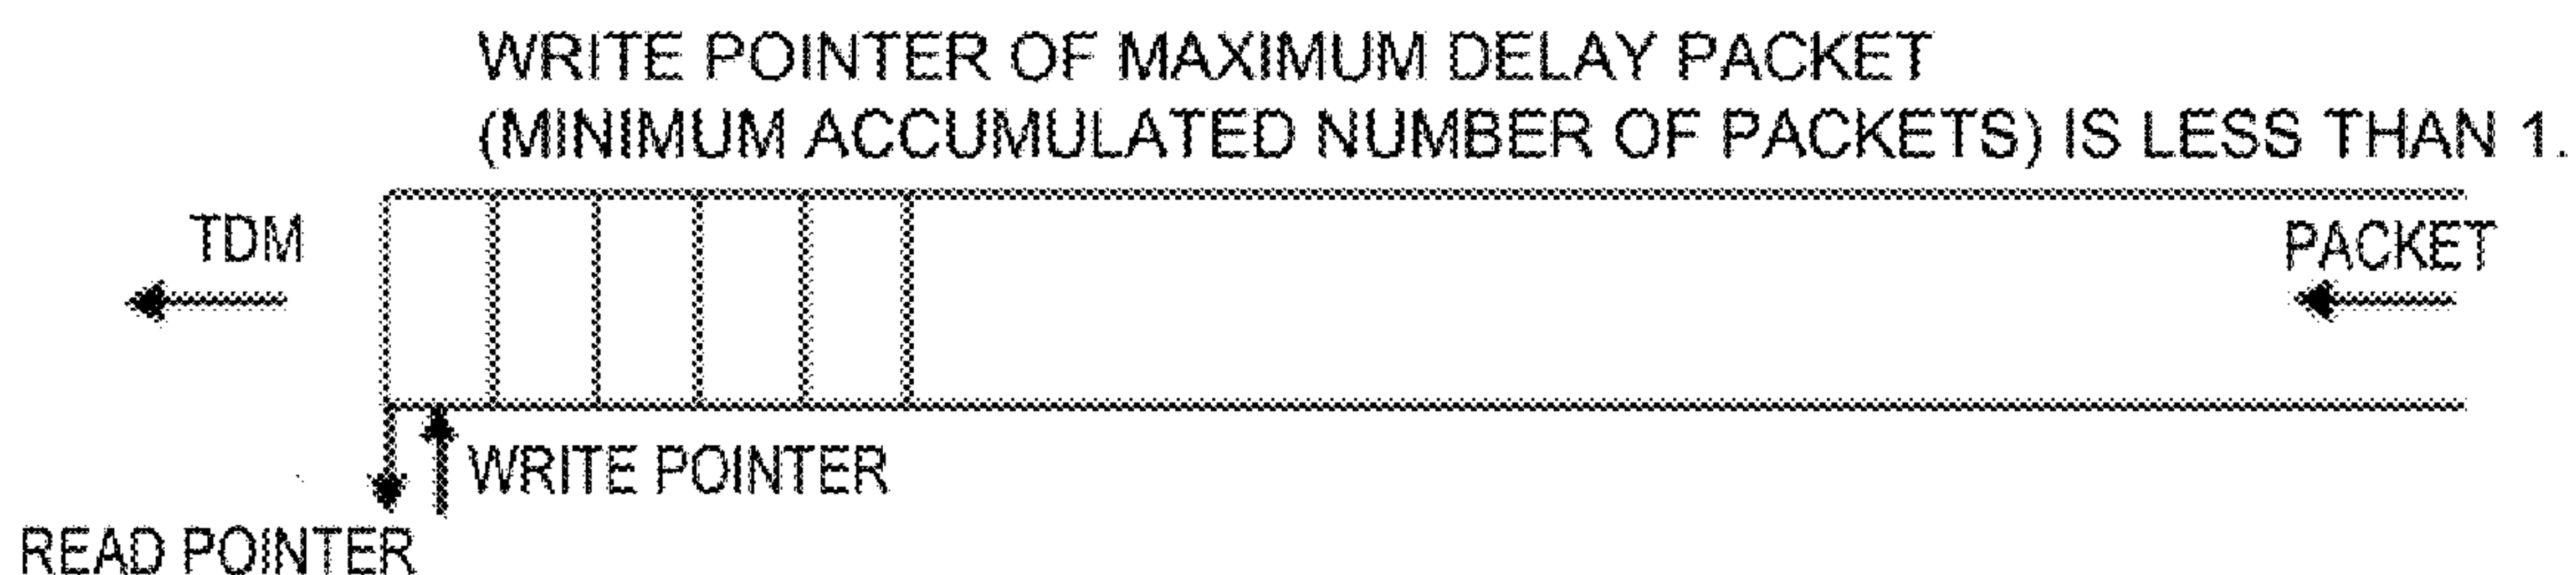 WRITE POINTER OF MAXIMUM DELAY PACKET
(MINIMUM ACCUMULATED NUMBER OF PACKETS) IS LESS THAN 1.
TDM
PACKET
WRITE POINTER
READ POINTER